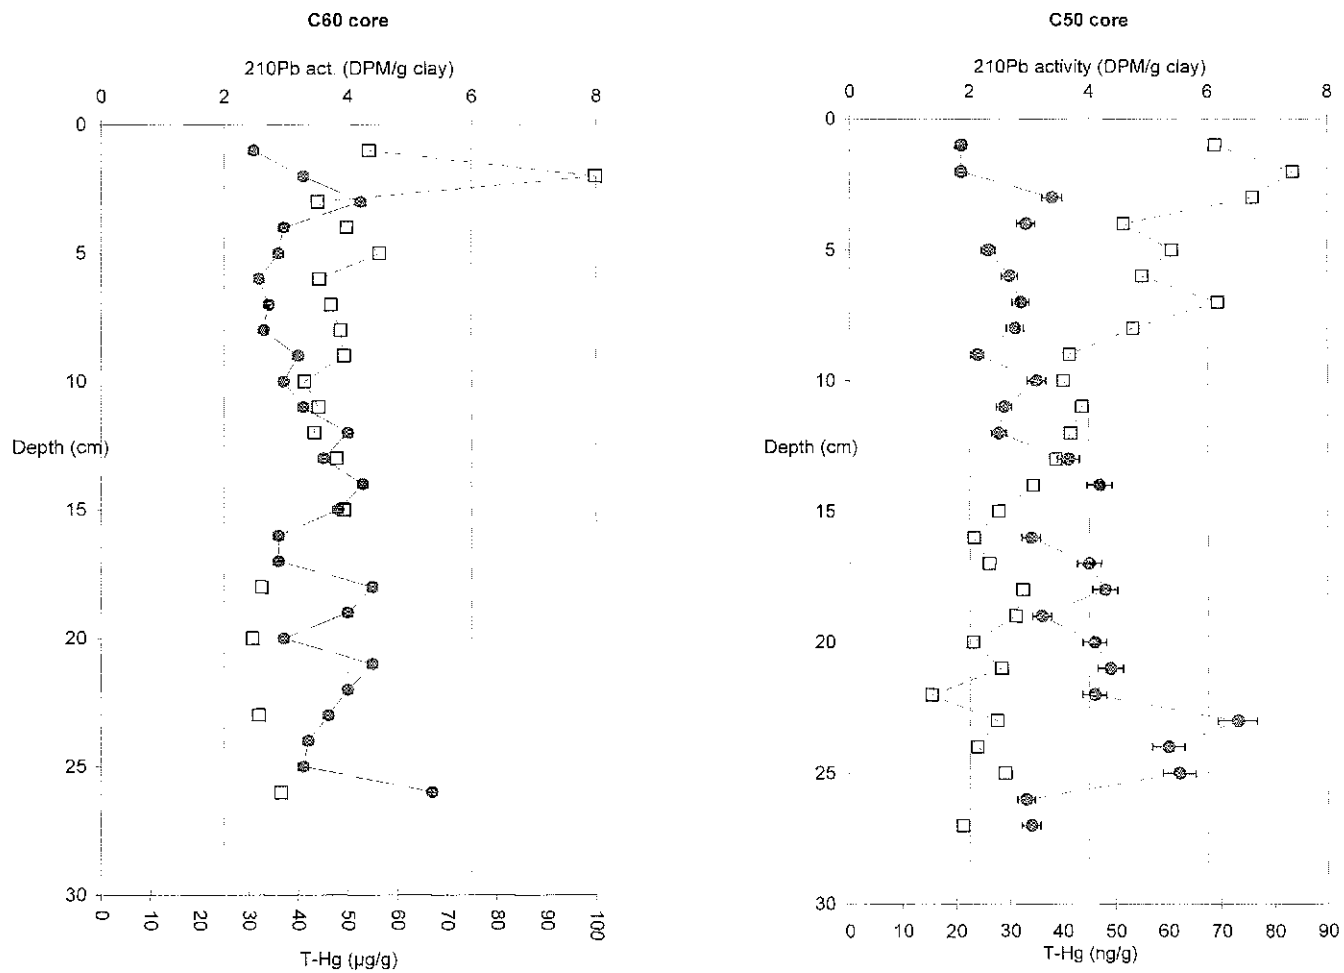 C60 core
210Pb act. (DPM/g clay)
0 2 4 6 8
0
5
10
Depth (cm)
15
20
25
30
0 10 20 30 40 50 60 70 80 90 100
T-Hg (µg/g)
C50 core
210Pb activity (DPM/g clay)
0 2 4 6 8
0
5
10
Depth (cm)
15
20
25
30
0 10 20 30 40 50 60 70 80 90
T-Hg (ng/g)